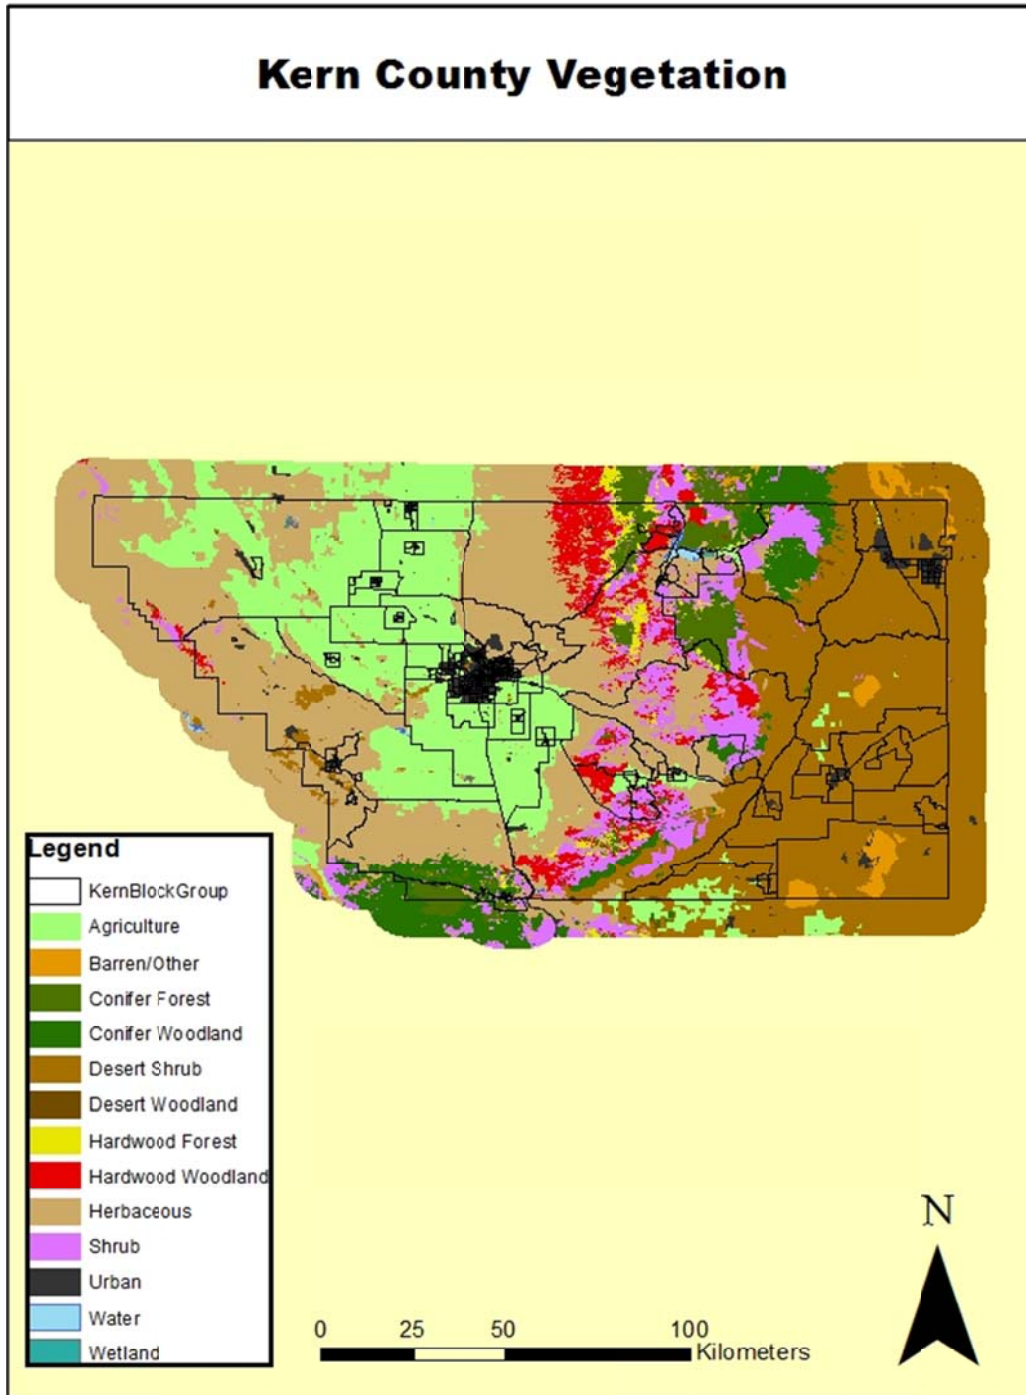 Kern County Vegetation
Legend
KernBlockGroup
Agriculture
Barren/Other
Conifer Forest
Conifer Woodland
Desert Shrub
Desert Woodland
Hardwood Forest
Hardwood Woodland
Herbaceous
Shrub
Urban
Water
Wetland
N
0 25 50 100
Kilometers